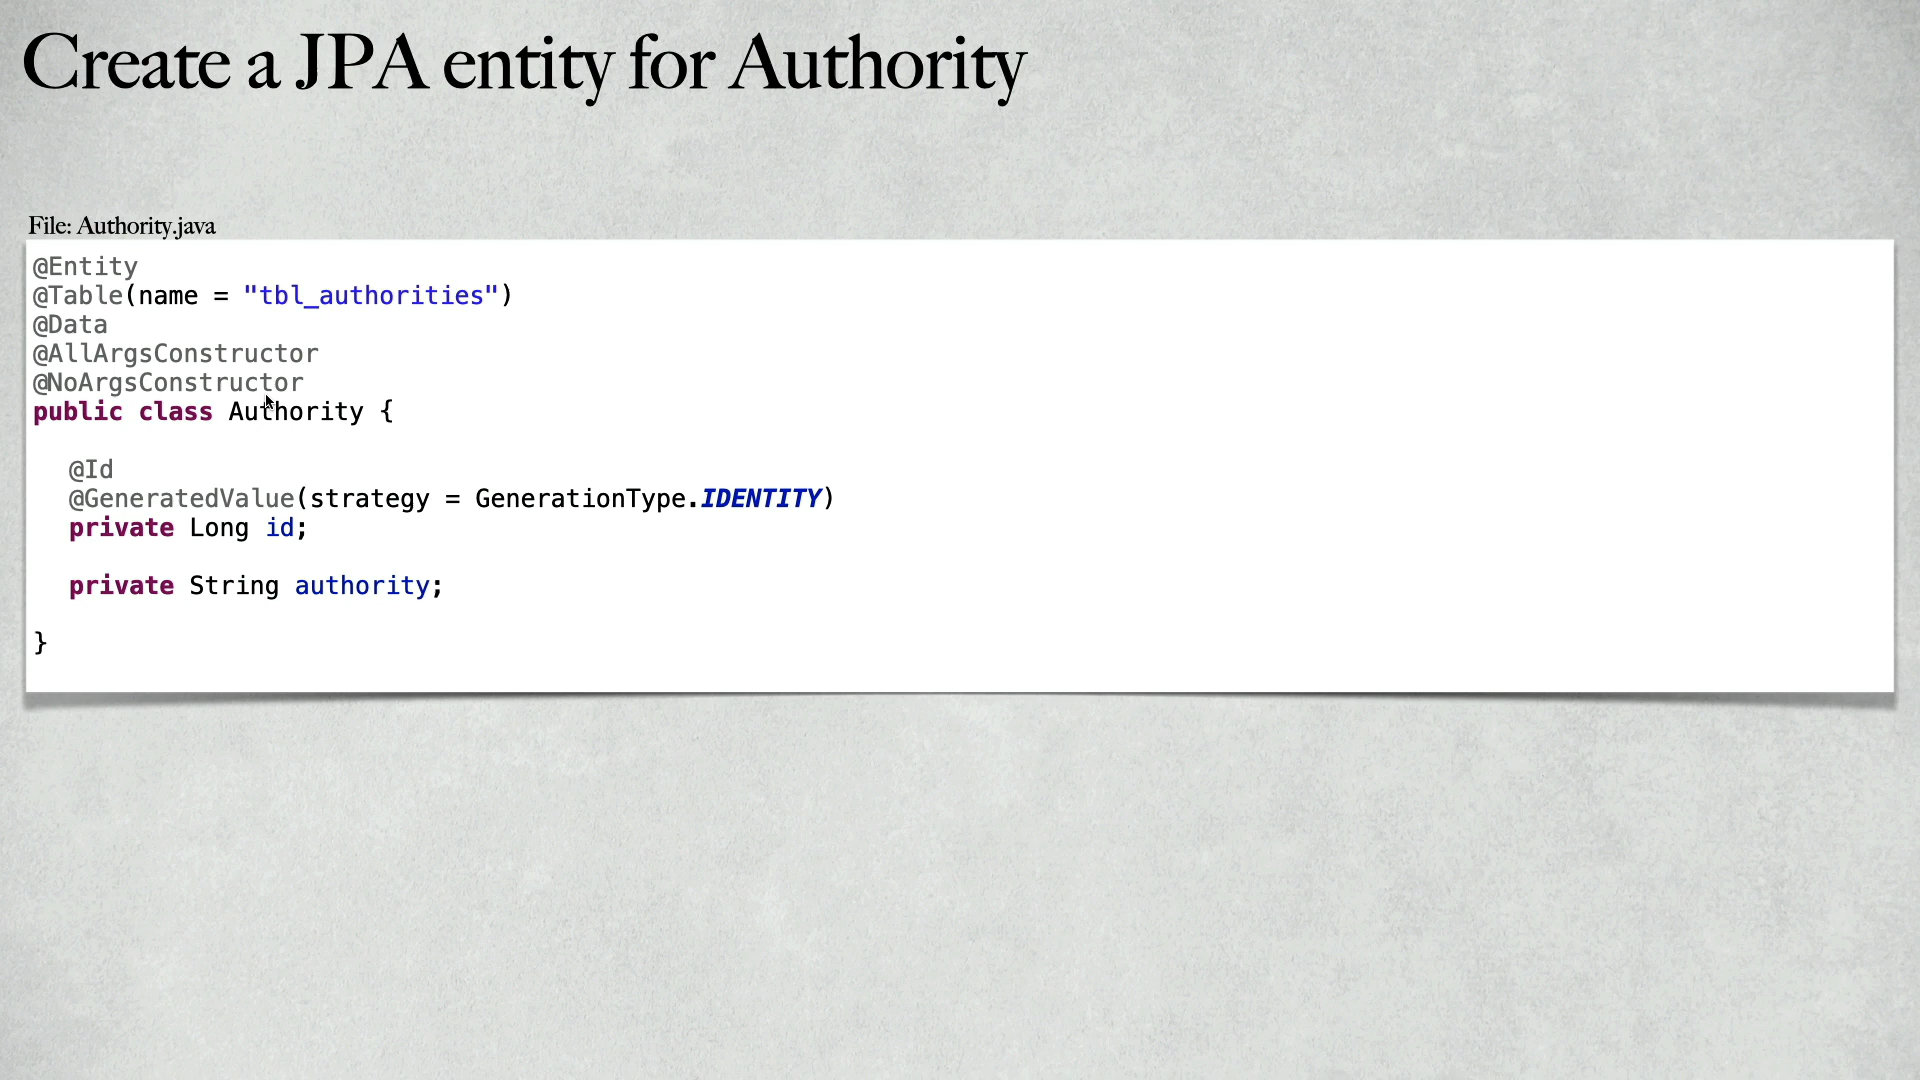 Create a JPA entity for Authority
File: Authority.java
@Entity
@Table(name = "tbl_authorities")
@Data
@AllArgsConstructor
@NoArgsConstructor
public class Authority {
@Id
@GeneratedValue(strategy = GenerationType.IDENTITY)
private Long id;
private String authority;
}